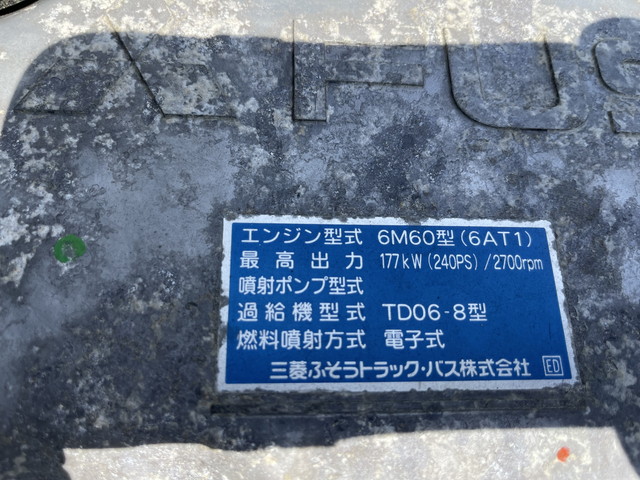 FUS
エンジン型式 6M60型(6AT1)
最高出力 177kW(240PS)/2700rpm
噴射ポンプ型式
過給機型式 TD06-8型
燃料噴射方式 電子式
三菱ふそうトラック・バス株式会社 ED